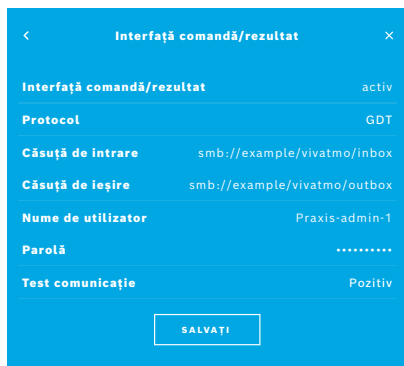 Interfață comandă/rezultat
Interfață comandă/rezultat activ
Protocol GDT
Căsuță de intrare smb://example/vivatmo/inbox
Căsuță de ieșire smb://example/vivatmo/outbox
Nume de utilizator Praxis-admin-1
Parolă ••••••••••
Test comunicație Pozitiv
SALVAȚI